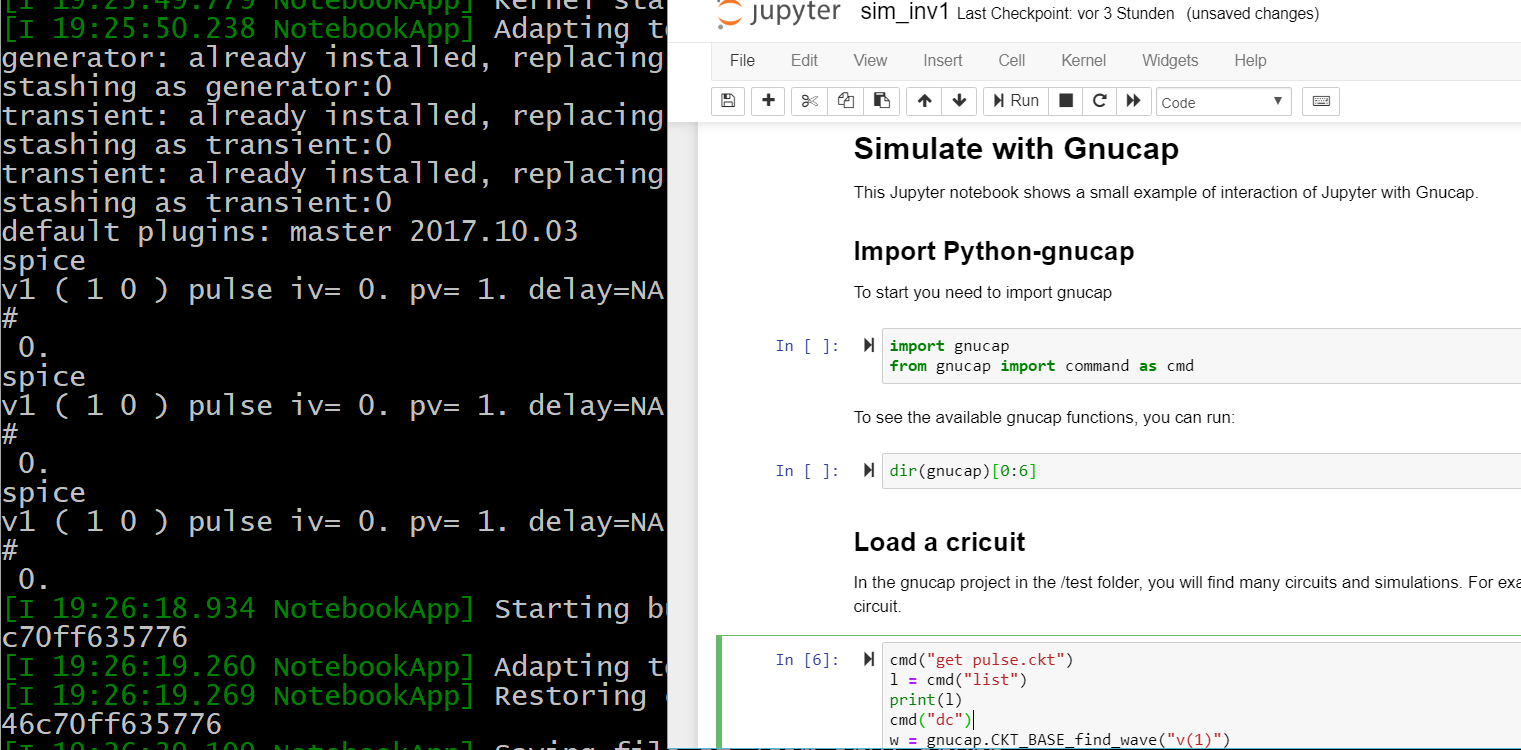 [I 19:25:49.779 NotebookApp] Kernel sta
[I 19:25:50.238 NotebookApp] Adapting to
generator: already installed, replacing
stashing as generator:0
transient: already installed, replacing
stashing as transient:0
transient: already installed, replacing
stashing as transient:0
default plugins: master 2017.10.03
spice
v1 ( 1 0 ) pulse iv= 0. pv= 1. delay=NA
#
0.
spice
v1 ( 1 0 ) pulse iv= 0. pv= 1. delay=NA
#
0.
spice
v1 ( 1 0 ) pulse iv= 0. pv= 1. delay=NA
#
0.
[I 19:26:18.934 NotebookApp] Starting bu
c70ff635776
[I 19:26:19.260 NotebookApp] Adapting to
[I 19:26:19.269 NotebookApp] Restoring
46c70ff635776
jupyter sim_inv1 Last Checkpoint: vor 3 Stunden (unsaved changes)
File Edit View Insert Cell Kernel Widgets Help
Run Code
Simulate with Gnucap
This Jupyter notebook shows a small example of interaction of Jupyter with Gnucap.
Import Python-gnucap
To start you need to import gnucap
In [ ]: import gnucap
from gnucap import command as cmd
To see the available gnucap functions, you can run:
In [ ]: dir(gnucap)[0:6]
Load a cricuit
In the gnucap project in the /test folder, you will find many circuits and simulations. For exa
circuit.
In [6]: cmd("get pulse.ckt")
l = cmd("list")
print(l)
cmd("dc")
w = gnucap.CKT_BASE_find_wave("v(1)")